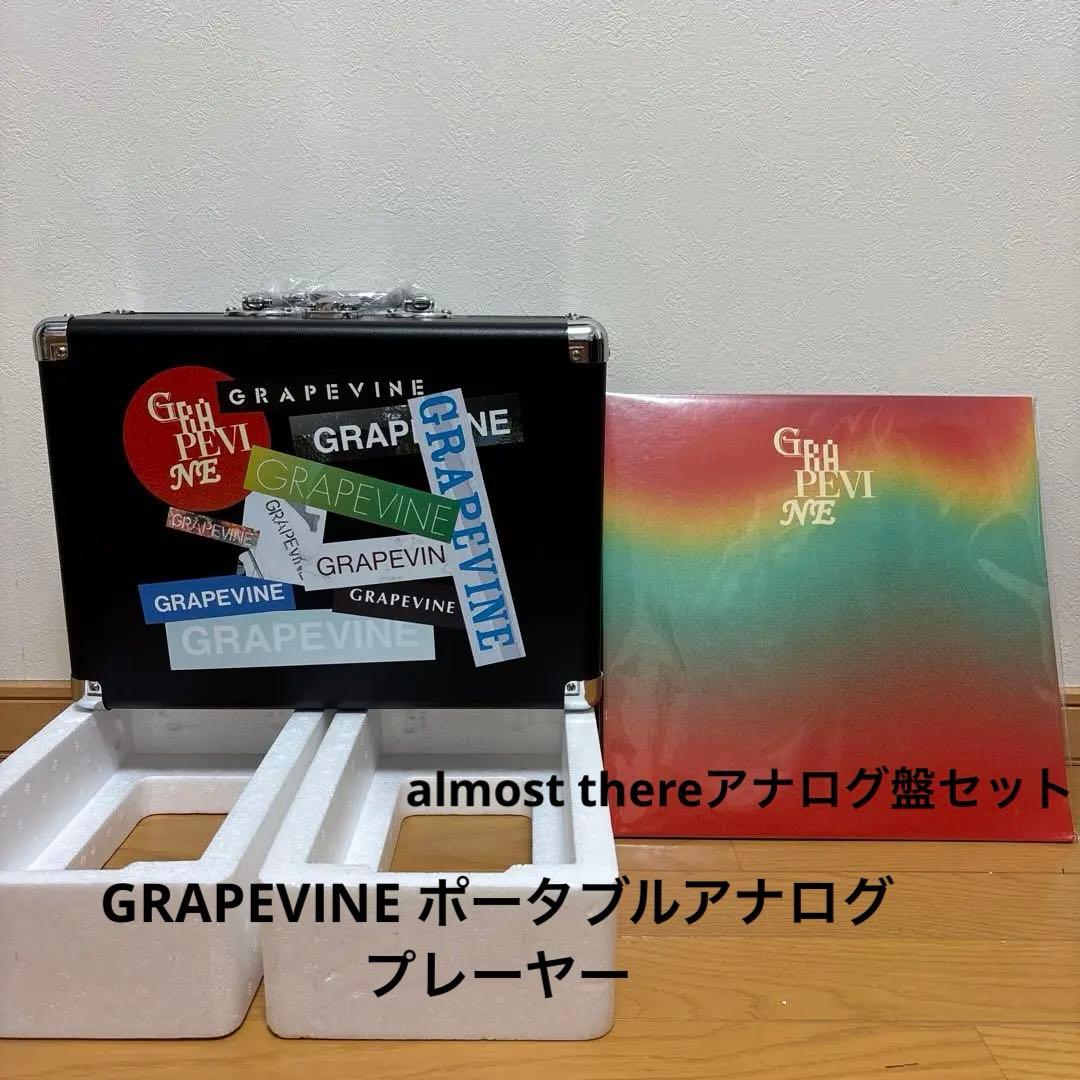 GRAPEVINE
GRA
PEVI
NE
GRAPEVINE
GRAPEVINE
GRAPEVINE
GRAPEVINE
GRAPEVINE
GRAPEVIN
GRAPEVINE
GRAPEVINE
GRAPEVINE
GRA
PEVI
NE
almost thereアナログ盤セット
GRAPEVINE ポータブルアナログ
プレーヤー